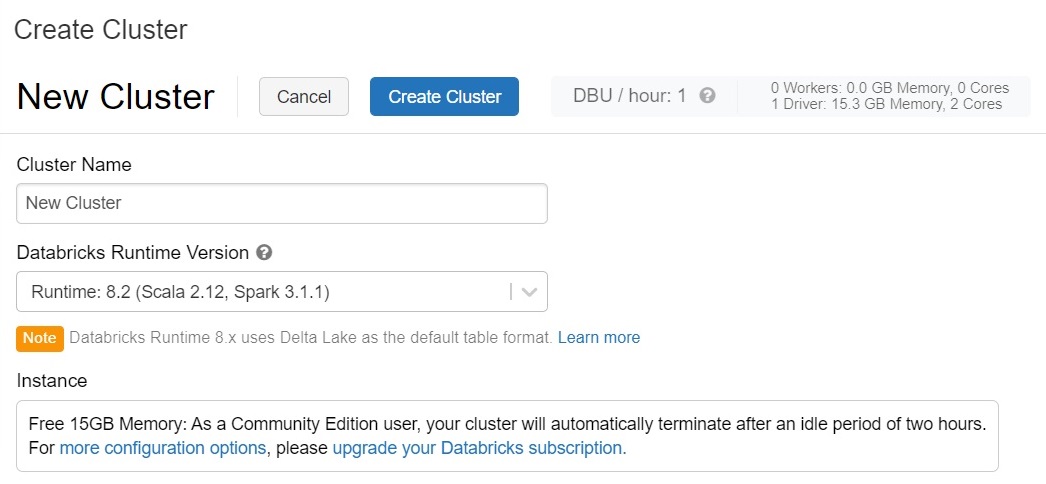 Create Cluster
New Cluster
Cancel
Create Cluster
DBU / hour: 1
0 Workers: 0.0 GB Memory, 0 Cores
1 Driver: 15.3 GB Memory, 2 Cores
Cluster Name
New Cluster
Databricks Runtime Version ?
Runtime: 8.2 (Scala 2.12, Spark 3.1.1)
Note Databricks Runtime 8.x uses Delta Lake as the default table format. Learn more
Instance
Free 15GB Memory: As a Community Edition user, your cluster will automatically terminate after an idle period of two hours.
For more configuration options, please upgrade your Databricks subscription.